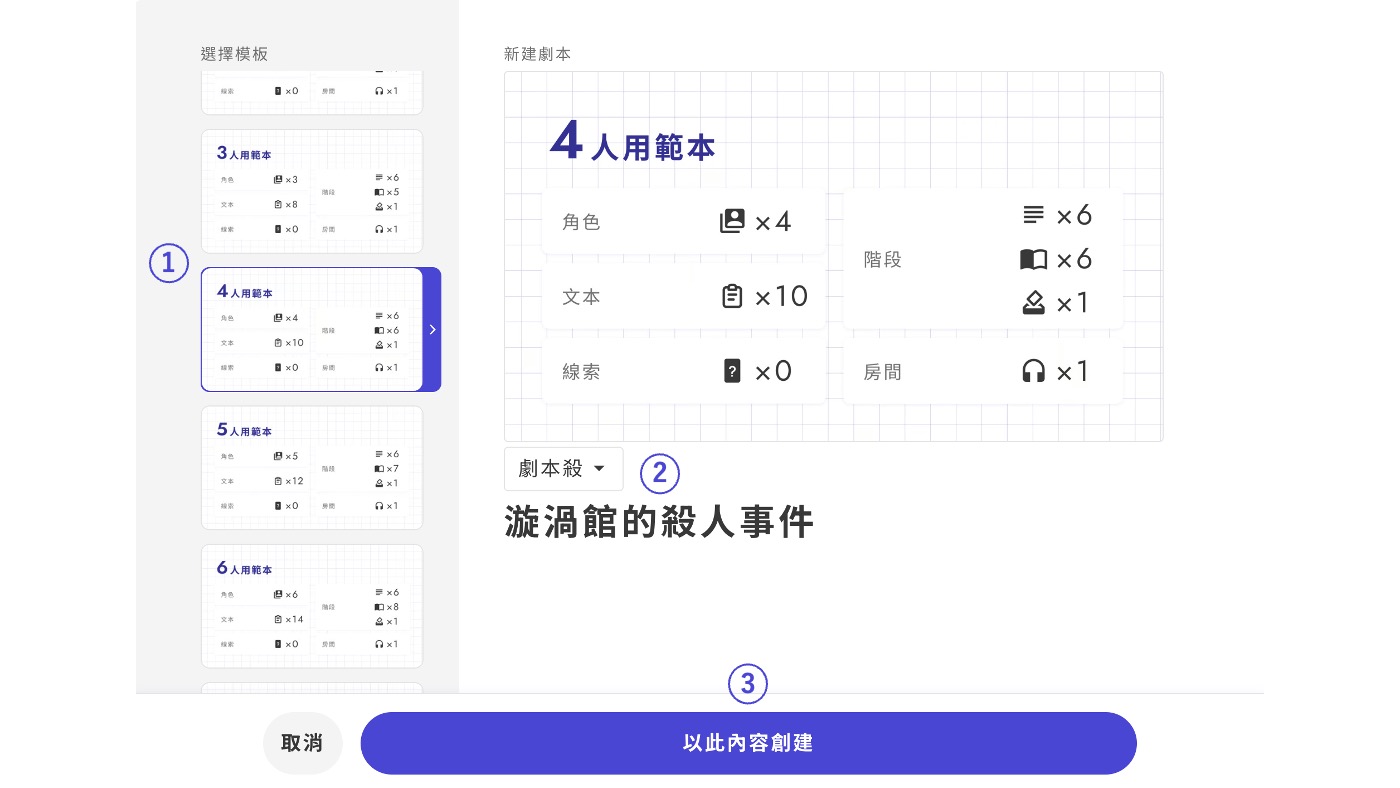 選擇模板
線索 ×0 房間 ×1
3人用範本
角色 ×3
階段 ×6
×5
×1
文本 ×8
線索 ×0 房間 ×1
1
4人用範本
角色 ×4
階段 ×6
×6
×1
文本 ×10
線索 ×0 房間 ×1
5人用範本
角色 ×5
階段 ×6
×7
×1
文本 ×12
線索 ×0 房間 ×1
6人用範本
角色 ×6
階段 ×6
×8
×1
文本 ×14
線索 ×0 房間 ×1
新建劇本
4人用範本
角色 ×4
文本 ×10
線索 ? ×0
階段 ×6
×6
×1
房間 ×1
劇本殺
2
漩渦館的殺人事件
3
取消
以此內容創建